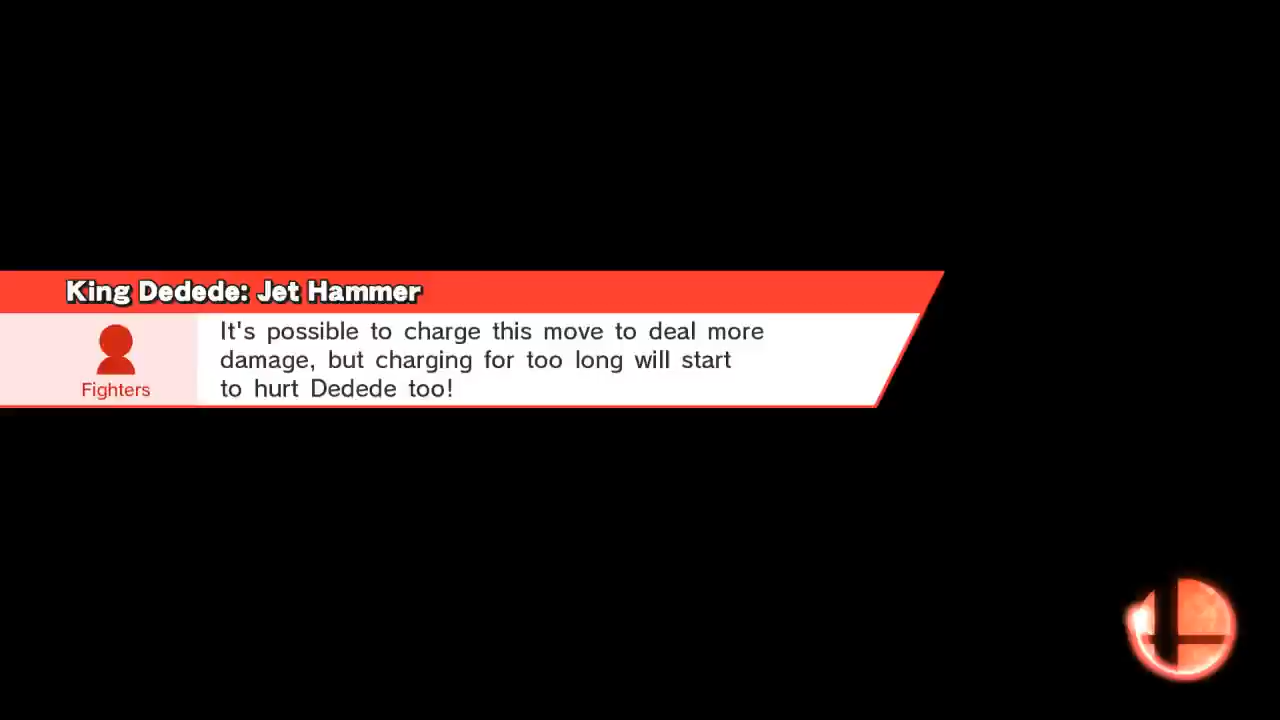 King Dedede: Jet Hammer
It's possible to charge this move to deal more
damage, but charging for too long will start
to hurt Dedede too!
Fighters